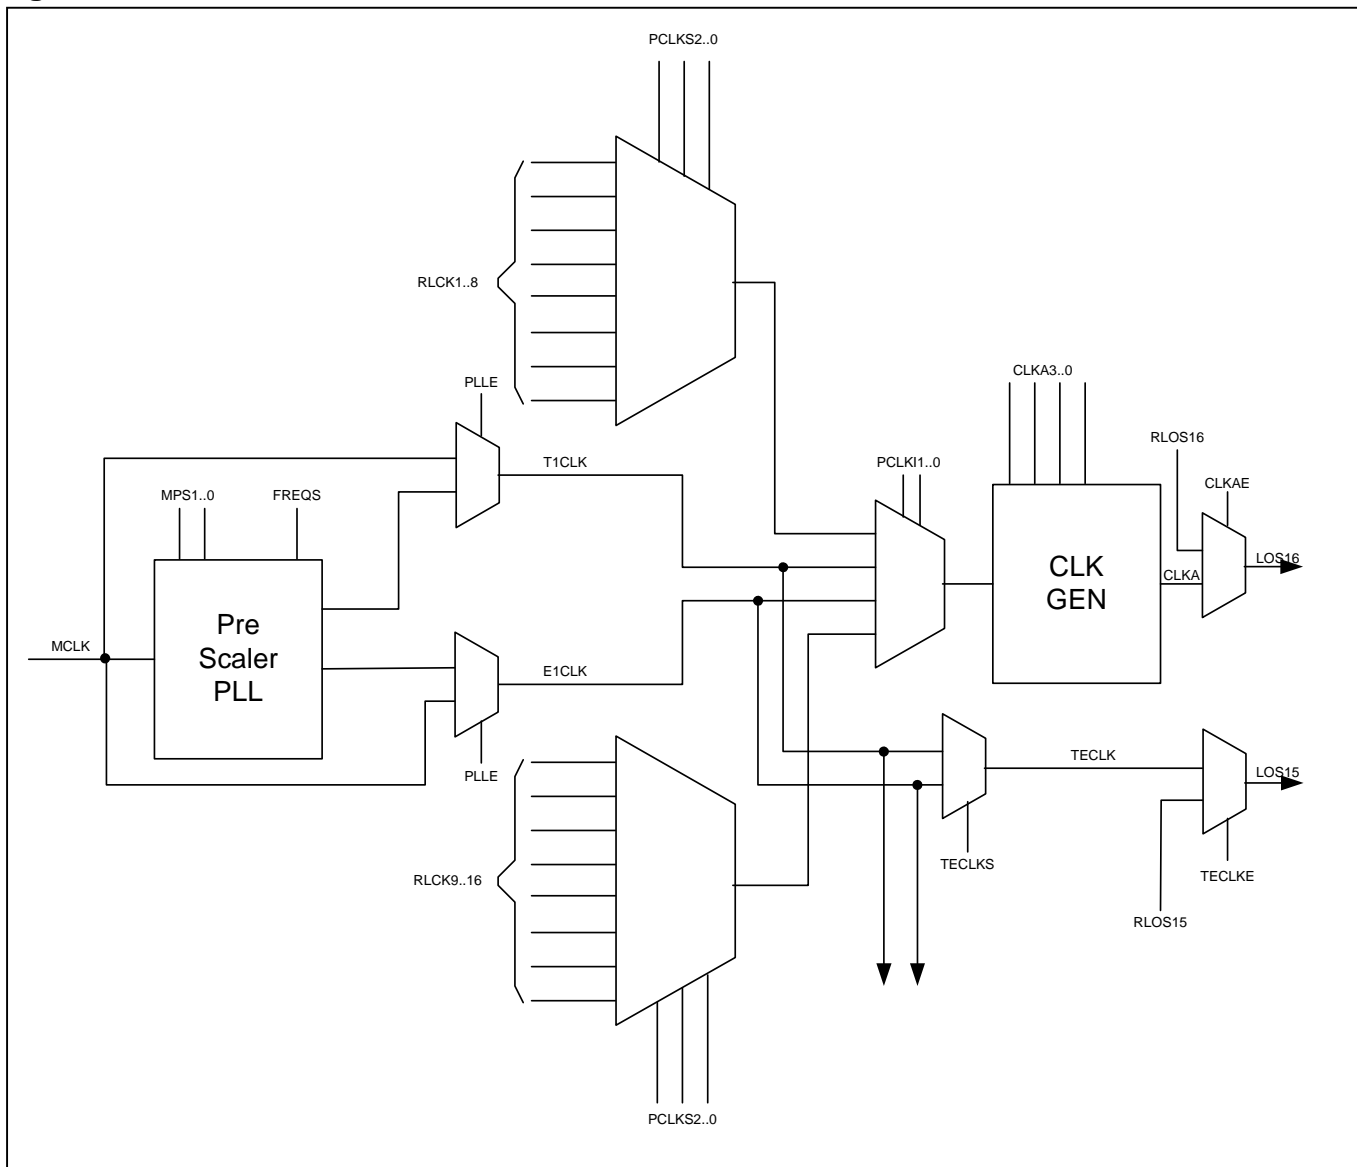 PCLKS2..0
RLCK1..8
PLLE
CLKA3..0
T1CLK
PCLKI1..0
RLOS16
CLKAE
MPS1..0
FREQS
LOS16
CLK
GEN
CLKA
Pre
Scaler
PLL
MCLK
E1CLK
PLLE
TECLK
LOS15
TECLKS
TECLKE
RLCK9..16
RLOS15
PCLKS2..0